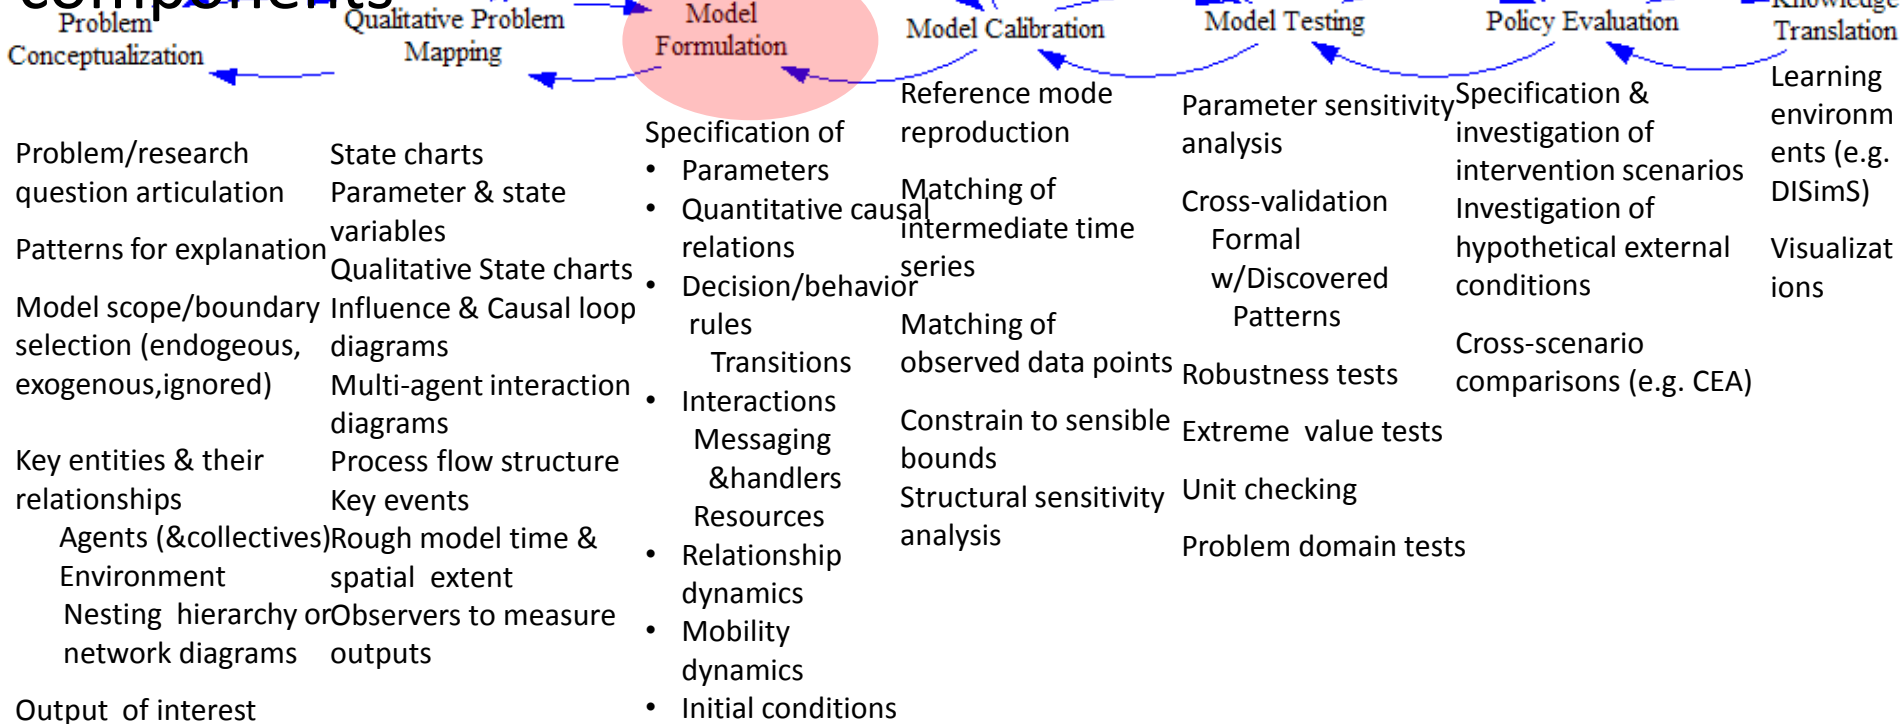 components
Problem
Conceptualization
Qualitative Problem
Mapping
Model
Formulation
Model Calibration
Model Testing
Policy Evaluation
Knowledge
Translation
Problem/research
question articulation
Patterns for explanation
Model scope/boundary
selection (endogeous,
exogenous,ignored)
Key entities & their
relationships
Agents (&collectives)
Environment
Nesting hierarchy or
network diagrams
Output of interest
State charts
Parameter & state
variables
Qualitative State charts
Influence & Causal loop
diagrams
Multi-agent interaction
diagrams
Process flow structure
Key events
Rough model time &
spatial extent
Observers to measure
outputs
Specification of
• Parameters
• Quantitative causal
relations
• Decision/behavior
rules
Transitions
• Interactions
Messaging
&handlers
Resources
• Relationship
dynamics
• Mobility
dynamics
• Initial conditions
Reference mode
reproduction
Matching of
intermediate time
series
Matching of
observed data points
Constrain to sensible
bounds
Structural sensitivity
analysis
Parameter sensitivity
analysis
Cross-validation
Formal
w/Discovered
Patterns
Robustness tests
Extreme value tests
Unit checking
Problem domain tests
Specification &
investigation of
intervention scenarios
Investigation of
hypothetical external
conditions
Cross-scenario
comparisons (e.g. CEA)
Learning
environm
ents (e.g.
DISimS)
Visualizat
ions